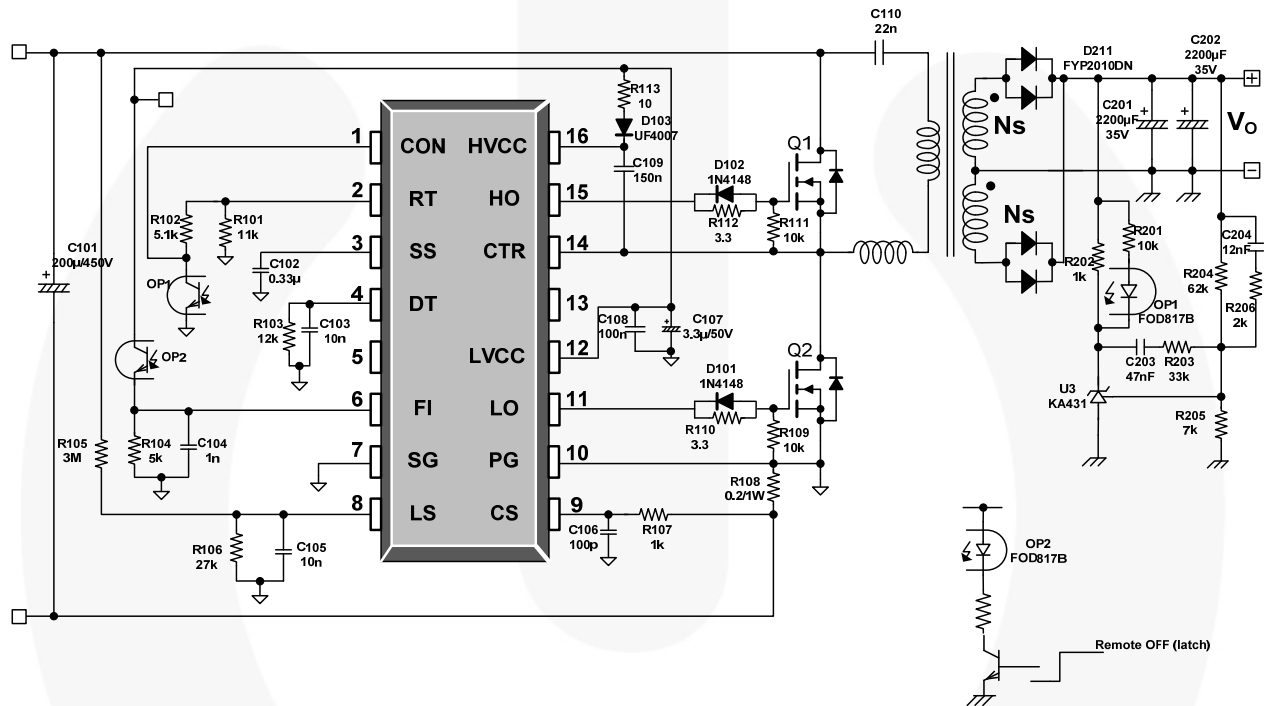 C110
22n
D211
FYP2010DN
C202
2200µF
35V
C201
2200µF
35V
+
VO
−
Ns
Ns
R113
10
D103
UF4007
C109
150n
1
CON
HVCC
16
2
RT
HO
15
3
SS
CTR
14
4
DT
13
5
LVCC
12
6
FI
LO
11
7
SG
PG
10
8
LS
CS
9
Q1
D102
1N4148
R112
3.3
R111
10k
R102
5.1k
R101
11k
C101
200µ/450V
+
C102
0.33µ
OP1
R103
12k
C103
10n
OP2
C108
100n
C107
3.3µ/50V
+
Q2
D101
1N4148
R110
3.3
R109
10k
R105
3M
R104
5k
C104
1n
R108
0.2/1W
R106
27k
C105
10n
C106
100p
R107
1k
+
+
R201
10k
R202
1k
C204
12nF
R204
62k
R206
2k
OP1
FOD817B
C203
47nF
R203
33k
U3
KA431
R205
7k
OP2
FOD817B
Remote OFF (latch)